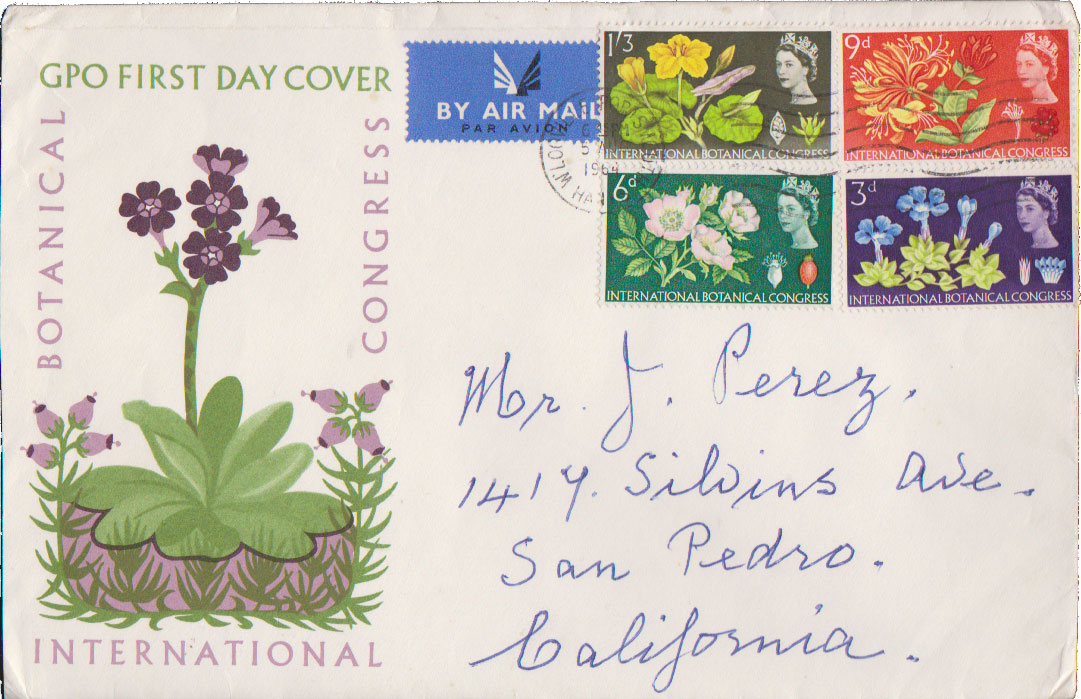 GPO FIRST DAY COVER
BOTANICAL
CONGRESS
INTERNATIONAL
BY AIR MAIL
PAR AVION
1/3
INTERNATIONAL BOTANICAL CONGRESS
9d
INTERNATIONAL BOTANICAL CONGRESS
6d
INTERNATIONAL BOTANICAL CONGRESS
3d
INTERNATIONAL BOTANICAL CONGRESS
1964
Mr. J. Perez.
1417. Silvins Ave.
San Pedro.
California.